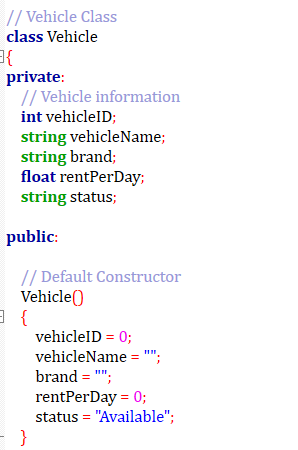 // Vehicle Class
class Vehicle
{
private:
// Vehicle information
int vehicleID;
string vehicleName;
string brand;
float rentPerDay;
string status;
public:
// Default Constructor
Vehicle()
{
vehicleID = 0;
vehicleName = "";
brand = "";
rentPerDay = 0;
status = "Available";
}